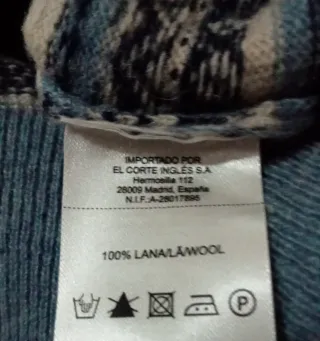 IMPORTADO POR
EL CORTE INGLÉS S.A.
Hermosilla 112
28009 Madrid, España
N.I.F.:A-28017895
100% LANA/LÃ/WOOL
P